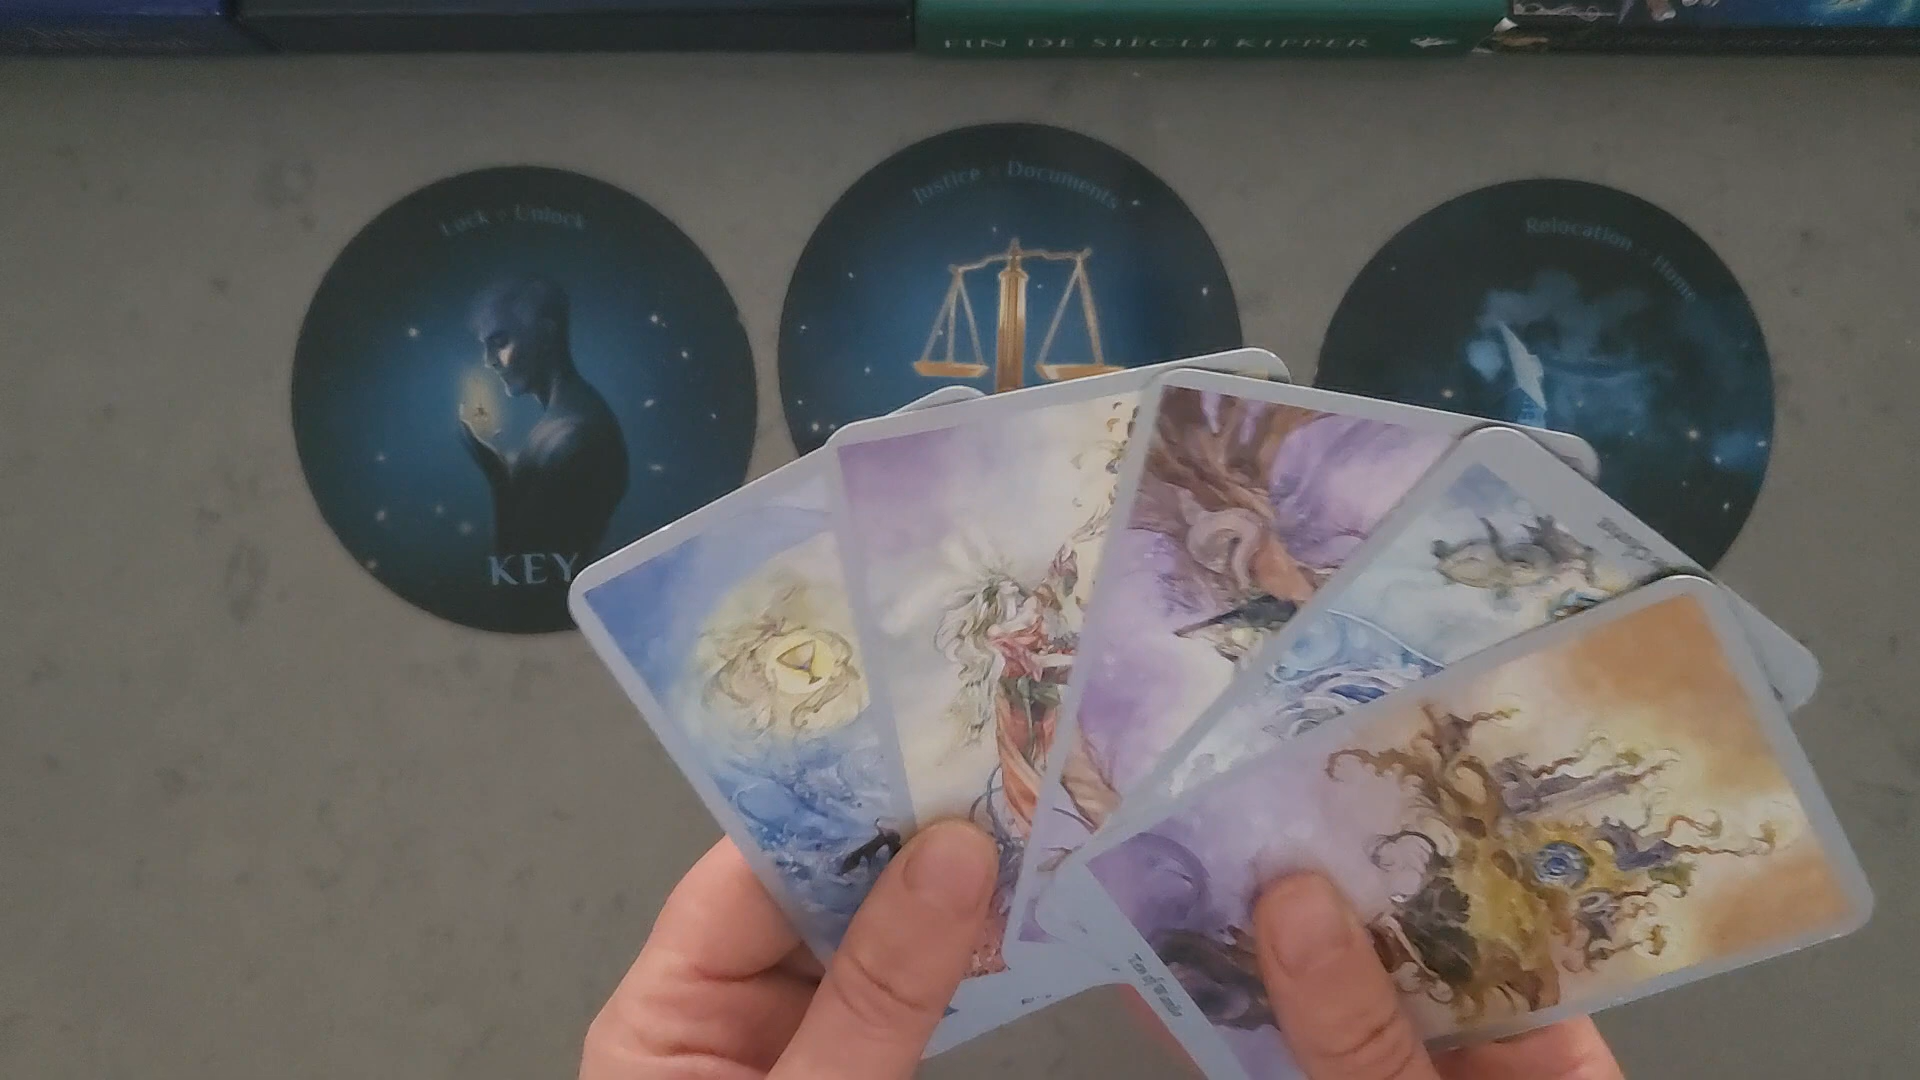 FIN DE SIÈCLE KIPPER
Luck Unlock
Justice Documents
Relocation Home
KEY